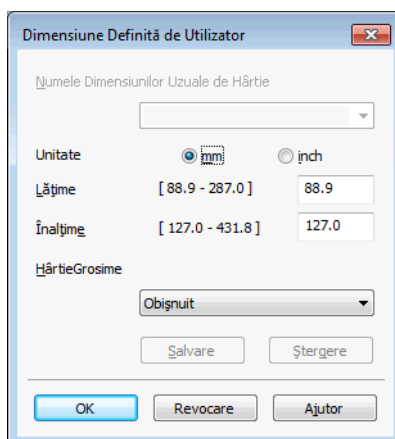 Dimensiune Definită de Utilizator
Numele Dimensiunilor Uzuale de Hârtie
Unitate mm inch
Lăţime [ 88.9 - 287.0 ] 88.9
Înalţime [ 127.0 - 431.8 ] 127.0
HârtieGrosime
Obişnuit
Salvare Ştergere
OK Revocare Ajutor